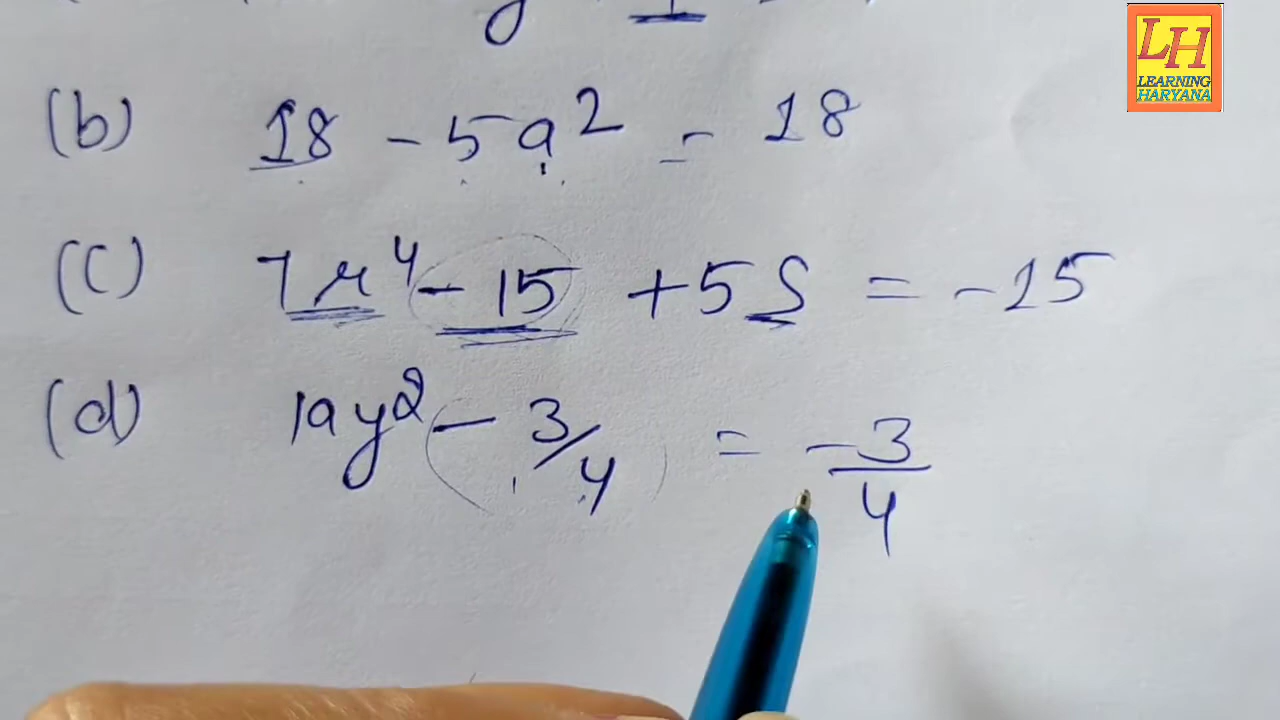 LH
LEARNING
HARYANA
(b) 18 - 5a² = 18
(c) 7r⁴ - 15 + 5s = -15
(d) 19y² - 3/4 = -3/4